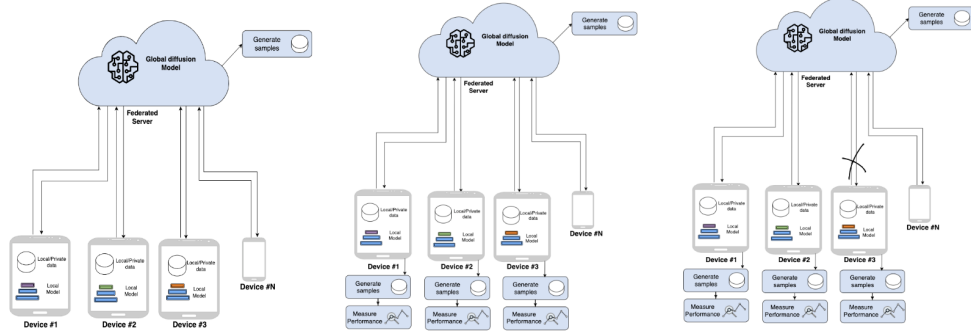 Generate
samples
Global diffusion
Model
Federated
Server
Local/Private
data
Local
Model
Local/Private
data
Local
Model
Local/Private
data
Local
Model
Device #1
Device #2
Device #3
Device #N
Generate
samples
Global diffusion
Model
Federated
Server
Local/Private
data
Local
Model
Local/Private
data
Local
Model
Local/Private
data
Local
Model
Device #N
Device #1
Device #2
Device #3
Generate
samples
Generate
samples
Generate
samples
Measure
Performance
Measure
Performance
Measure
Performance
Generate
samples
Global diffusion
Model
Federated
Server
Local/Private
data
Local
Model
Local/Private
data
Local
Model
Local/Private
data
Local
Model
Device #N
Device #1
Device #2
Device #3
Generate
samples
Generate
samples
Generate
samples
Measure
Performance
Measure
Performance
Measure
Performance